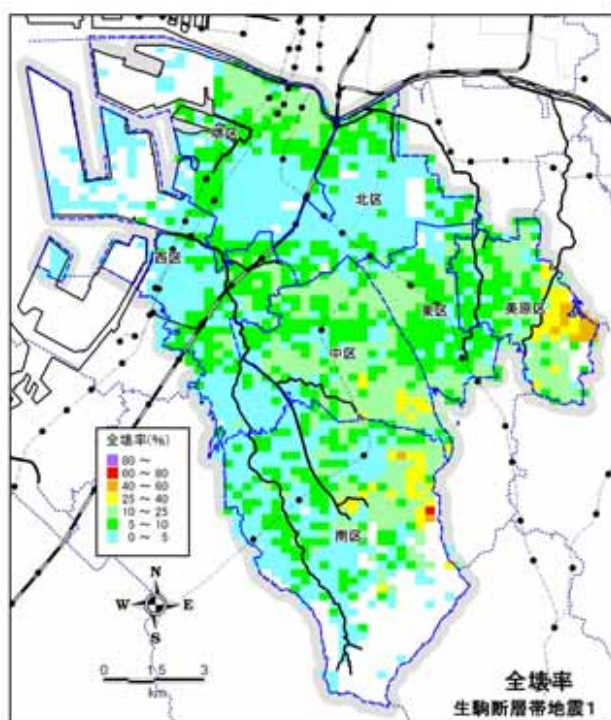 堺区
北区
西区
東区
美原区
中区
全壊率(%)
80 ～
60 ～ 80
40 ～ 60
25 ～ 40
10 ～ 25
5 ～ 10
0 ～ 5
南区
N
W E
S
0 1.5 3
km
全壊率
生駒断層帯地震1